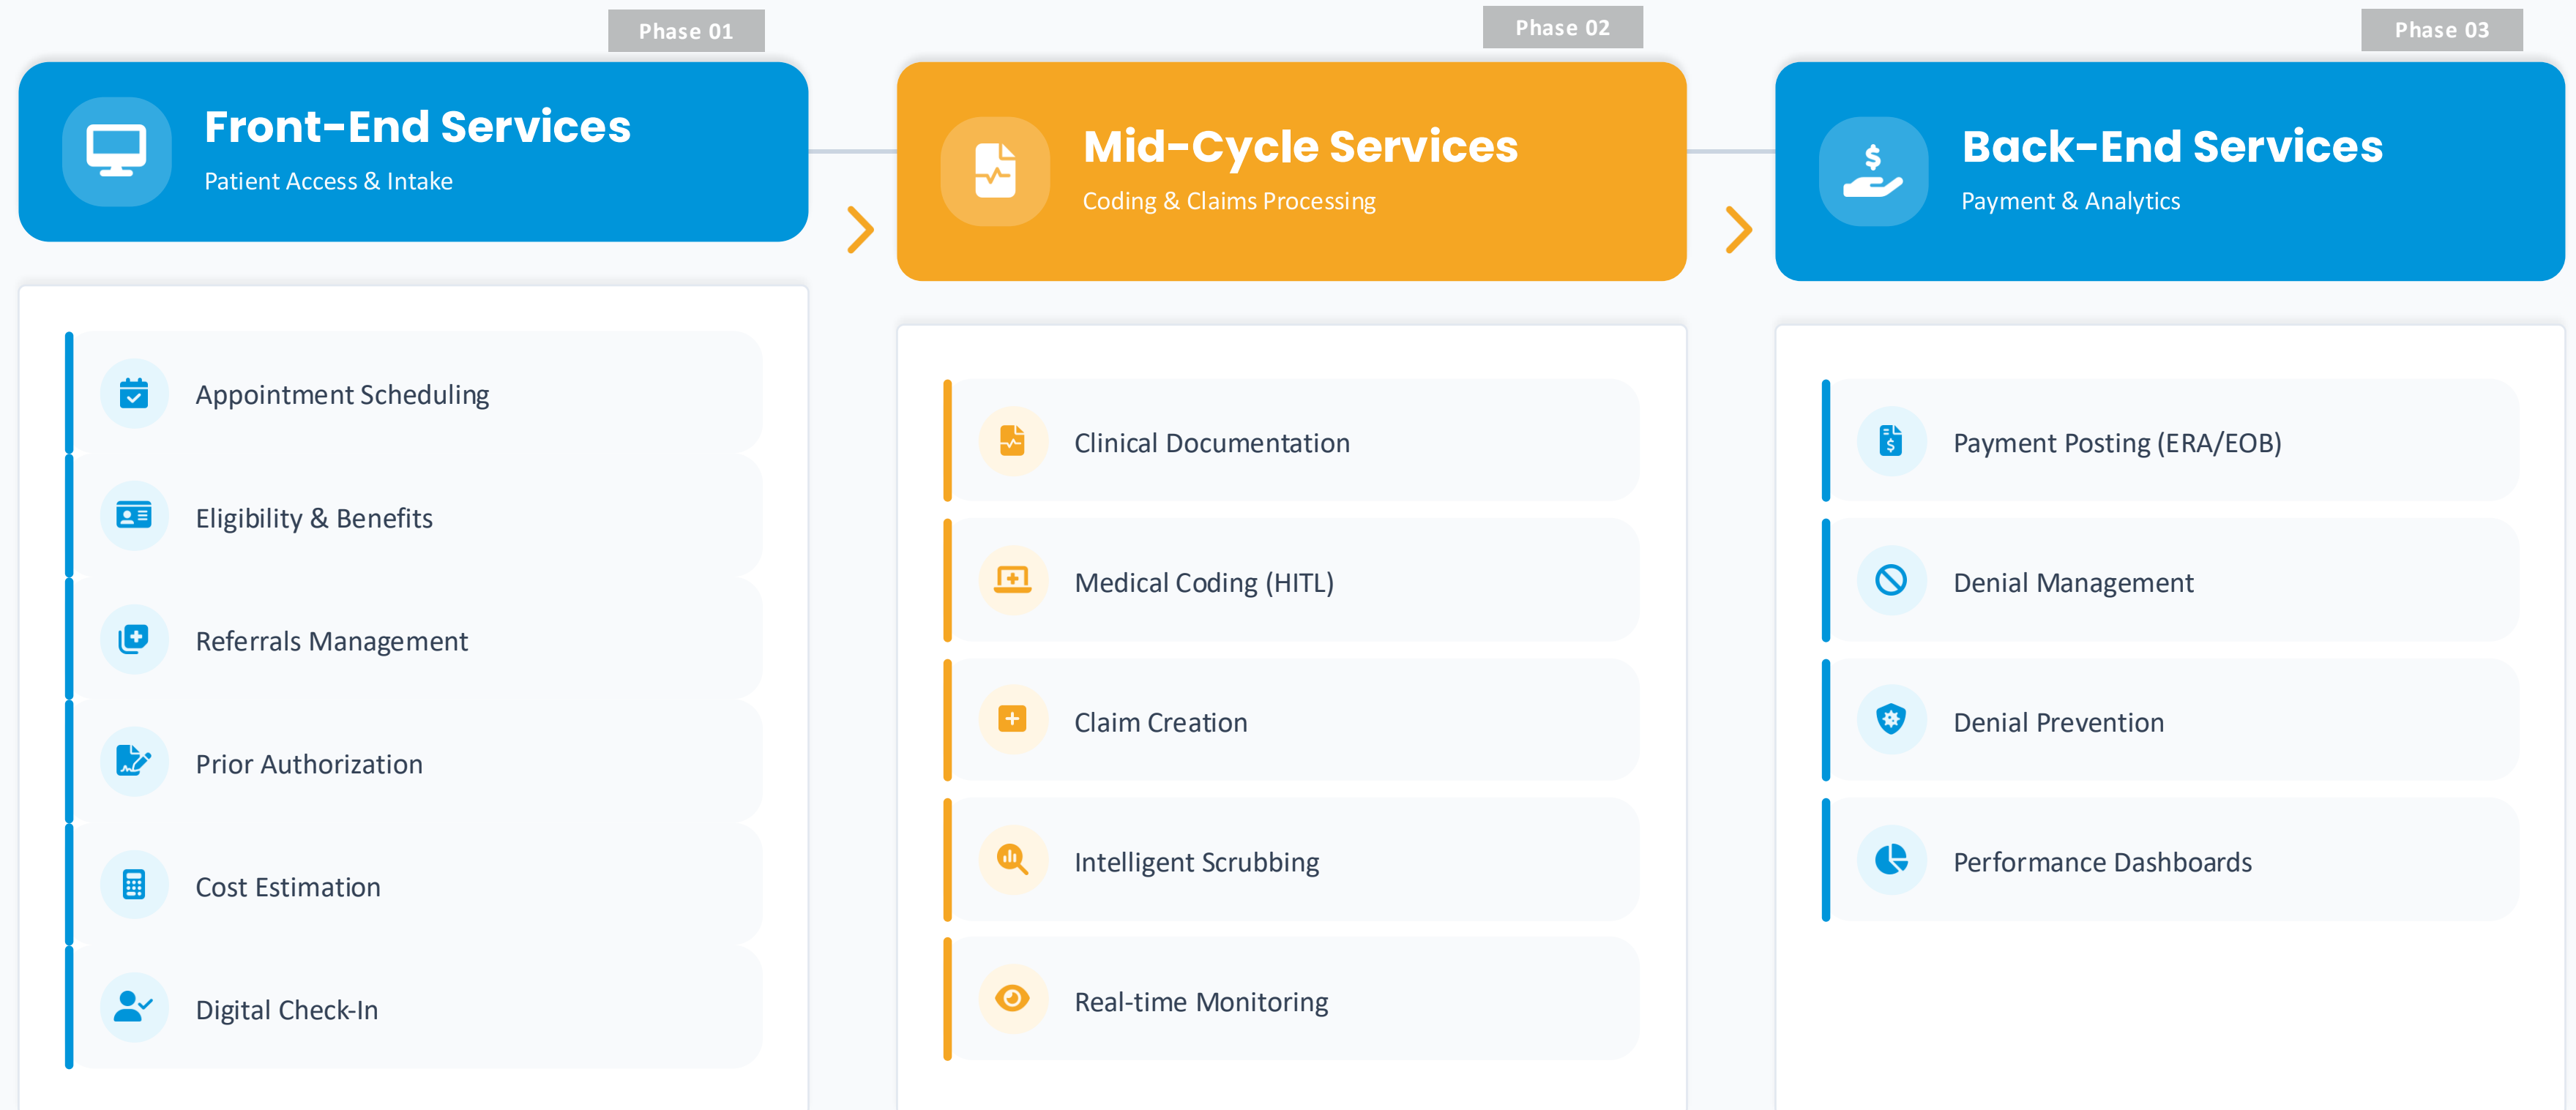 Phase 01
Front-End Services
Patient Access & Intake
Appointment Scheduling
Eligibility & Benefits
Referrals Management
Prior Authorization
Cost Estimation
Digital Check-In
Phase 02
Mid-Cycle Services
Coding & Claims Processing
Clinical Documentation
Medical Coding (HITL)
Claim Creation
Intelligent Scrubbing
Real-time Monitoring
Phase 03
Back-End Services
Payment & Analytics
Payment Posting (ERA/EOB)
Denial Management
Denial Prevention
Performance Dashboards